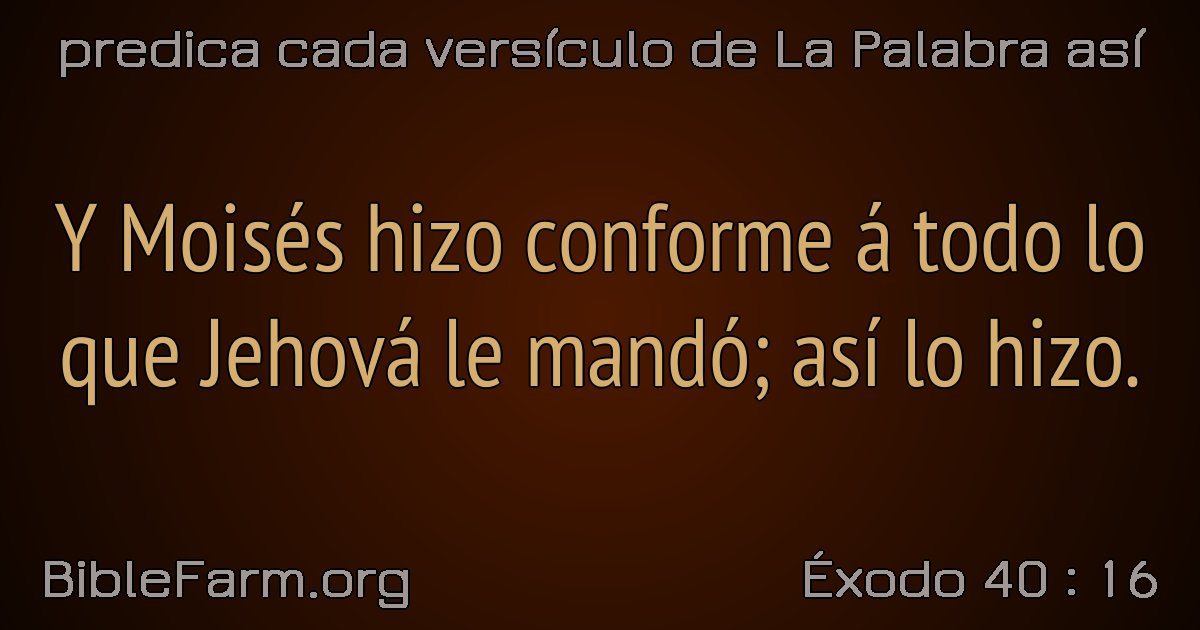 predica cada versículo de La Palabra así
Y Moisés hizo conforme á todo lo
que Jehová le mandó; así lo hizo.
BibleFarm.org
Éxodo 40 : 16